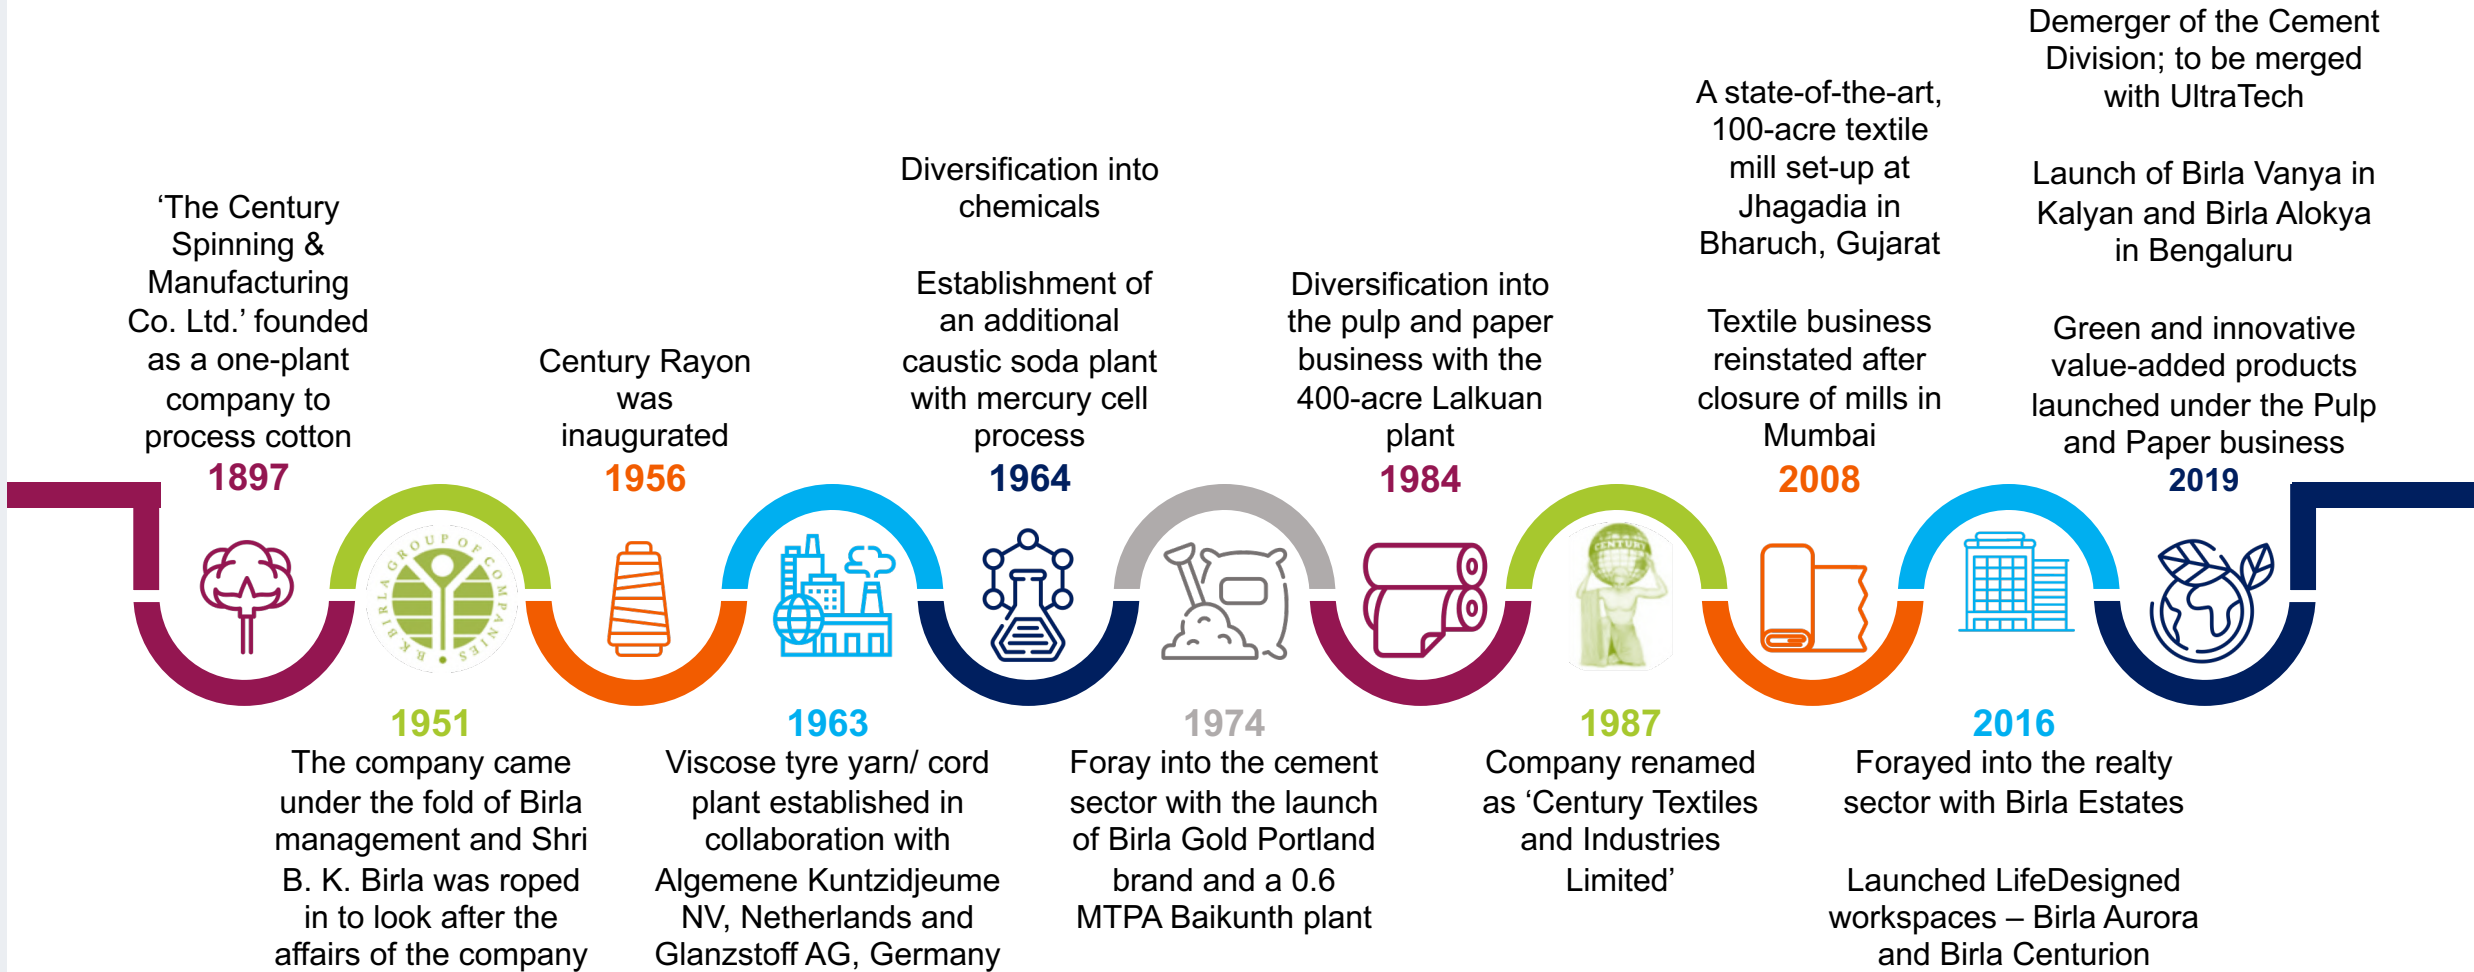 ‘The Century
Spinning &
Manufacturing
Co. Ltd.’ founded
as a one-plant
company to
process cotton
1897
B K BIRLA GROUP OF COMPANIES
1951
The company came
under the fold of Birla
management and Shri
B. K. Birla was roped
in to look after the
affairs of the company
Century Rayon
was
inaugurated
1956
1963
Viscose tyre yarn/ cord
plant established in
collaboration with
Algemene Kuntzidjeume
NV, Netherlands and
Glanzstoff AG, Germany
Diversification into
chemicals
Establishment of
an additional
caustic soda plant
with mercury cell
process
1964
1974
Foray into the cement
sector with the launch
of Birla Gold Portland
brand and a 0.6
MTPA Baikunth plant
Diversification into
the pulp and paper
business with the
400-acre Lalkuan
plant
1984
CENTURY
1987
Company renamed
as ‘Century Textiles
and Industries
Limited’
A state-of-the-art,
100-acre textile
mill set-up at
Jhagadia in
Bharuch, Gujarat
Textile business
reinstated after
closure of mills in
Mumbai
2008
2016
Forayed into the realty
sector with Birla Estates
Launched LifeDesigned
workspaces – Birla Aurora
and Birla Centurion
Demerger of the Cement
Division; to be merged
with UltraTech
Launch of Birla Vanya in
Kalyan and Birla Alokya
in Bengaluru
Green and innovative
value-added products
launched under the Pulp
and Paper business
2019